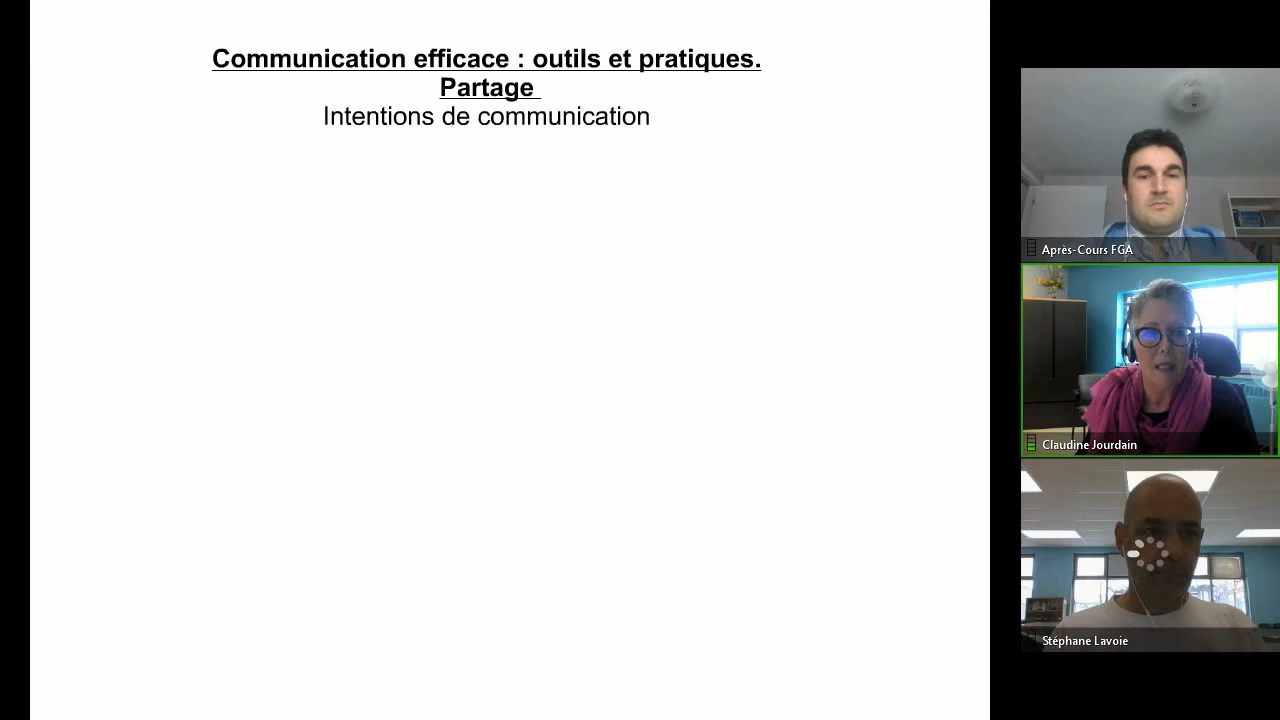 Communication efficace : outils et pratiques.
Partage
Intentions de communication
Après-Cours FGA
Claudine Jourdain
Stéphane Lavoie